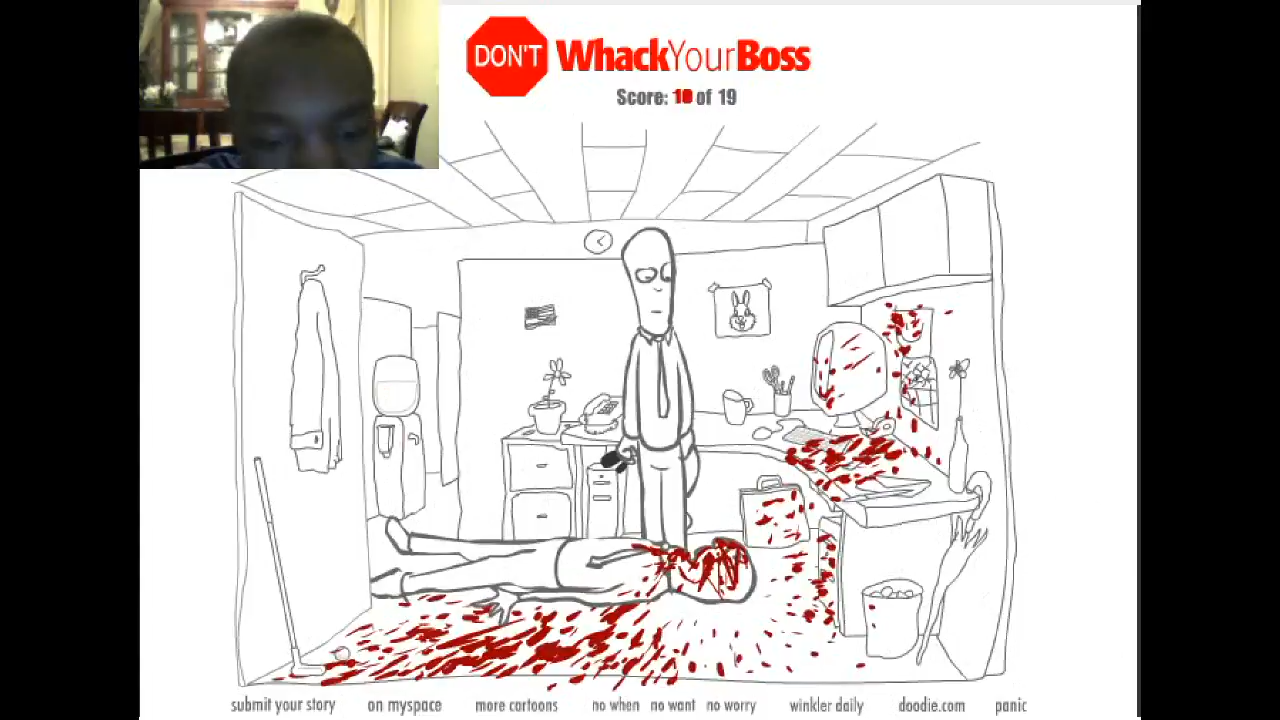 DON'T WhackYourBoss
Score: 18 of 19
submit your story on myspace more cartoons no when no want no worry winkler daily doodie.com panic